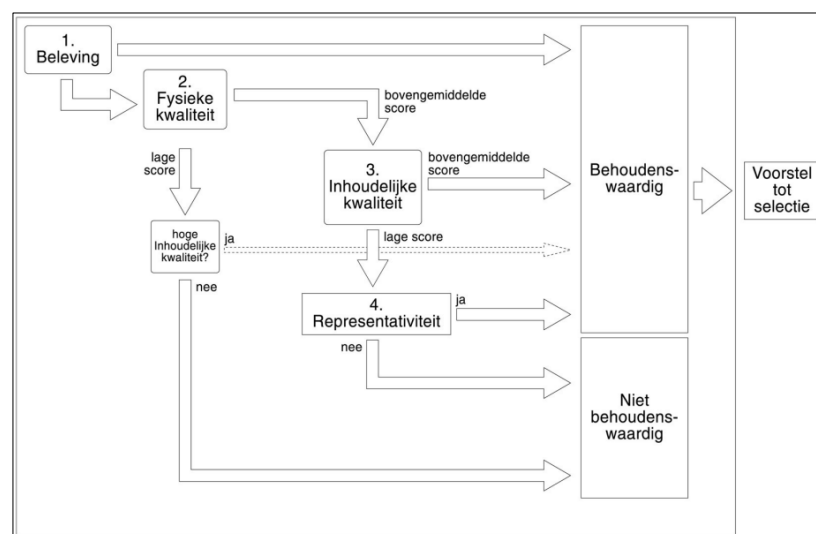 1.
Beleving
2.
Fysieke
kwaliteit
bovengemiddelde
score
lage
score
3.
Inhoudelijke
kwaliteit
bovengemiddelde
score
Behoudens-
waardig
Voorstel
tot
selectie
hoge
Inhoudelijke
kwaliteit?
ja
nee
lage score
4.
Representativiteit
ja
nee
Niet
behoudens-
waardig